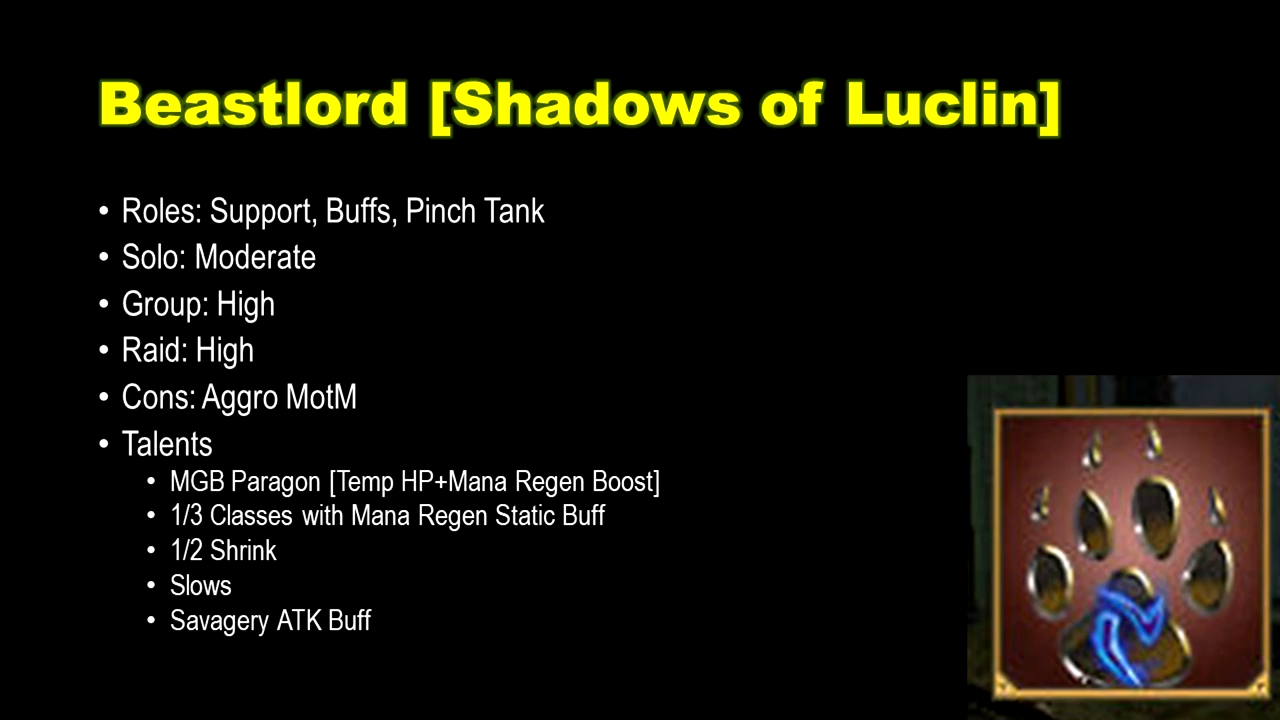 Beastlord [Shadows of Luclin]
• Roles: Support, Buffs, Pinch Tank
• Solo: Moderate
• Group: High
• Raid: High
• Cons: Aggro MotM
• Talents
• MGB Paragon [Temp HP+Mana Regen Boost]
• 1/3 Classes with Mana Regen Static Buff
• 1/2 Shrink
• Slows
• Savagery ATK Buff